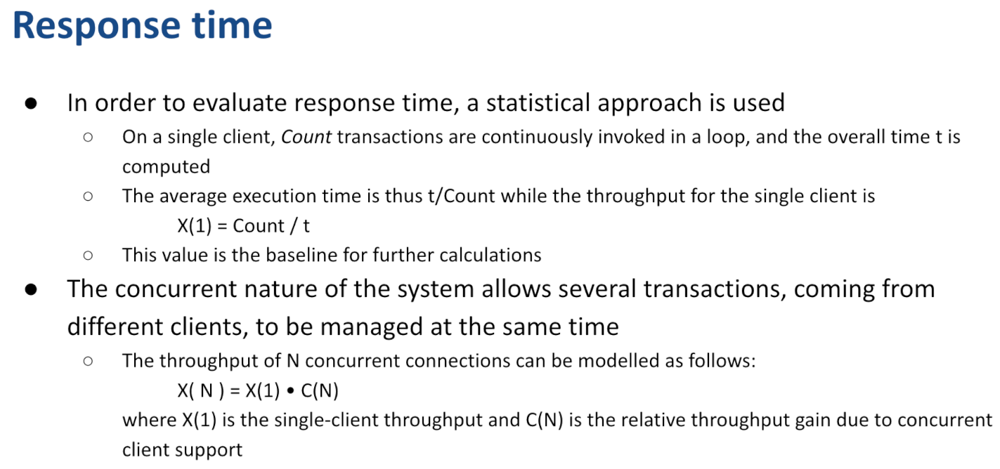 Response time
● In order to evaluate response time, a statistical approach is used
○ On a single client, Count transactions are continuously invoked in a loop, and the overall time t is
computed
○ The average execution time is thus t/Count while the throughput for the single client is
X(1) = Count / t
○ This value is the baseline for further calculations
● The concurrent nature of the system allows several transactions, coming from
different clients, to be managed at the same time
○ The throughput of N concurrent connections can be modelled as follows:
X( N ) = X(1) • C(N)
where X(1) is the single-client throughput and C(N) is the relative throughput gain due to concurrent
client support